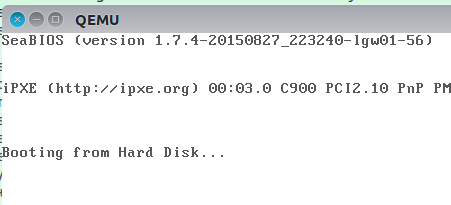 QEMU
SeaBIOS (version 1.7.4-20150827_223240-lgw01-56)
iPXE (http://ipxe.org) 00:03.0 C900 PCI2.10 PnP PM
Booting from Hard Disk...